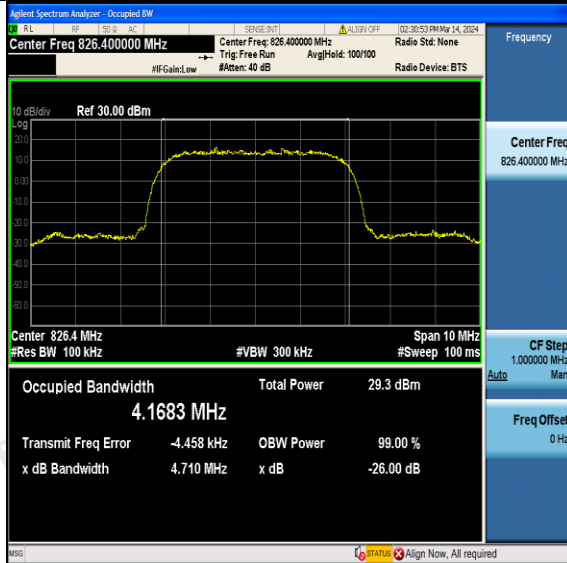 Agilent Spectrum Analyzer - Occupied BW
RL RF 50 Ω AC SENSE:INT ALIGN OFF 02:30:53 PM Mar 14, 2024
Center Freq 826.400000 MHz
Center Freq: 826.400000 MHz Radio Std: None
Trig: Free Run Avg|Hold: 100/100
#IFGain:Low #Atten: 40 dB Radio Device: BTS
10 dB/div Ref 30.00 dBm
Log
20.0
10.0
0.00
-10.0
-20.0
-30.0
-40.0
-50.0
-60.0
Center 826.4 MHz Span 10 MHz
#Res BW 100 kHz #VBW 300 kHz #Sweep 100 ms
Occupied Bandwidth Total Power 29.3 dBm
4.1683 MHz
Transmit Freq Error -4.458 kHz OBW Power 99.00 %
x dB Bandwidth 4.710 MHz x dB -26.00 dB
MSG STATUS Align Now, All required
Frequency
Center Freq
826.400000 MHz
CF Step
1.000000 MHz
Auto Man
Freq Offset
0 Hz